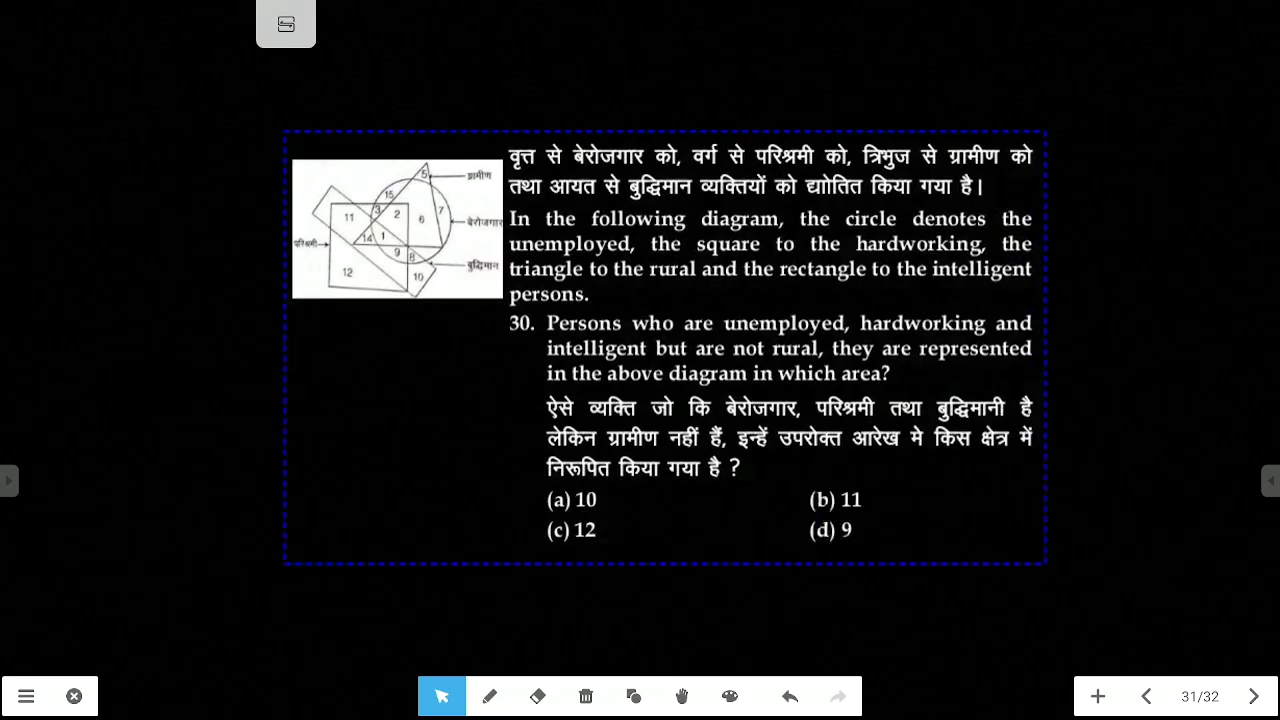 वृत्त से बेरोजगार को, वर्ग से परिश्रमी को, त्रिभुज से ग्रामीण को
तथा आयत से बुद्धिमान व्यक्तियों को द्योतित किया गया है।
In the following diagram, the circle denotes the
unemployed, the square to the hardworking, the
triangle to the rural and the rectangle to the intelligent
persons.
5
ग्रामीण
15
3
2
7
11
6
बेरोजगार
14
1
परिश्रमी
9
8
बुद्धिमान
12
10
30. Persons who are unemployed, hardworking and
intelligent but are not rural, they are represented
in the above diagram in which area?
ऐसे व्यक्ति जो कि बेरोजगार, परिश्रमी तथा बुद्धिमानी है
लेकिन ग्रामीण नहीं हैं, इन्हें उपरोक्त आरेख मे किस क्षेत्र में
निरूपित किया गया है ?
(a) 10 (b) 11
(c) 12 (d) 9
31/32